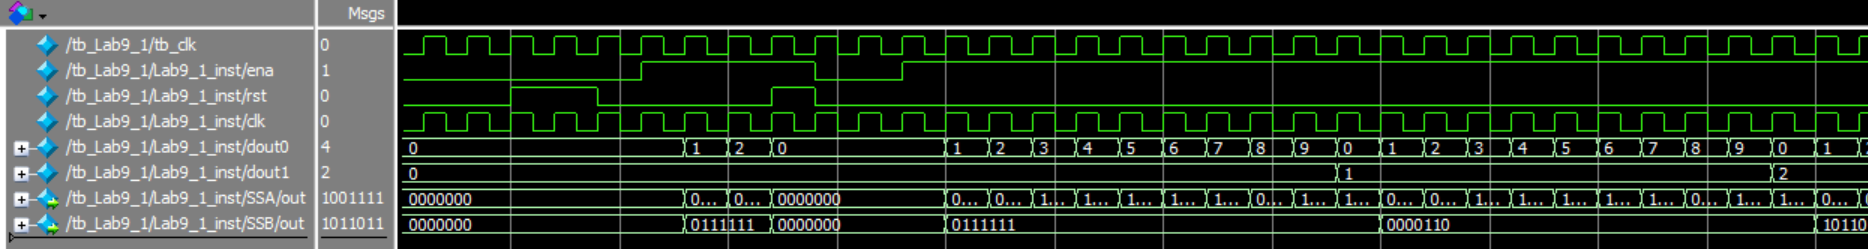 Msgs
/tb_Lab9_1/tb_clk 0
/tb_Lab9_1/Lab9_1_inst/ena 1
/tb_Lab9_1/Lab9_1_inst/rst 0
/tb_Lab9_1/Lab9_1_inst/clk 0
/tb_Lab9_1/Lab9_1_inst/dout0 4 0 1 2 0 1 2 3 4 5 6 7 8 9 0 1 2 3 4 5 6 7 8 9 0 1
/tb_Lab9_1/Lab9_1_inst/dout1 2 0 1 2
/tb_Lab9_1/Lab9_1_inst/SSA/out 1001111 0000000 0... 0... 0000000 0... 0... 1... 1... 1... 1... 1... 0... 1... 1... 0... 0... 1... 1... 1... 1... 1... 0... 1... 1... 0...
/tb_Lab9_1/Lab9_1_inst/SSB/out 1011011 0000000 0111111 0000000 0111111 0000110 10110